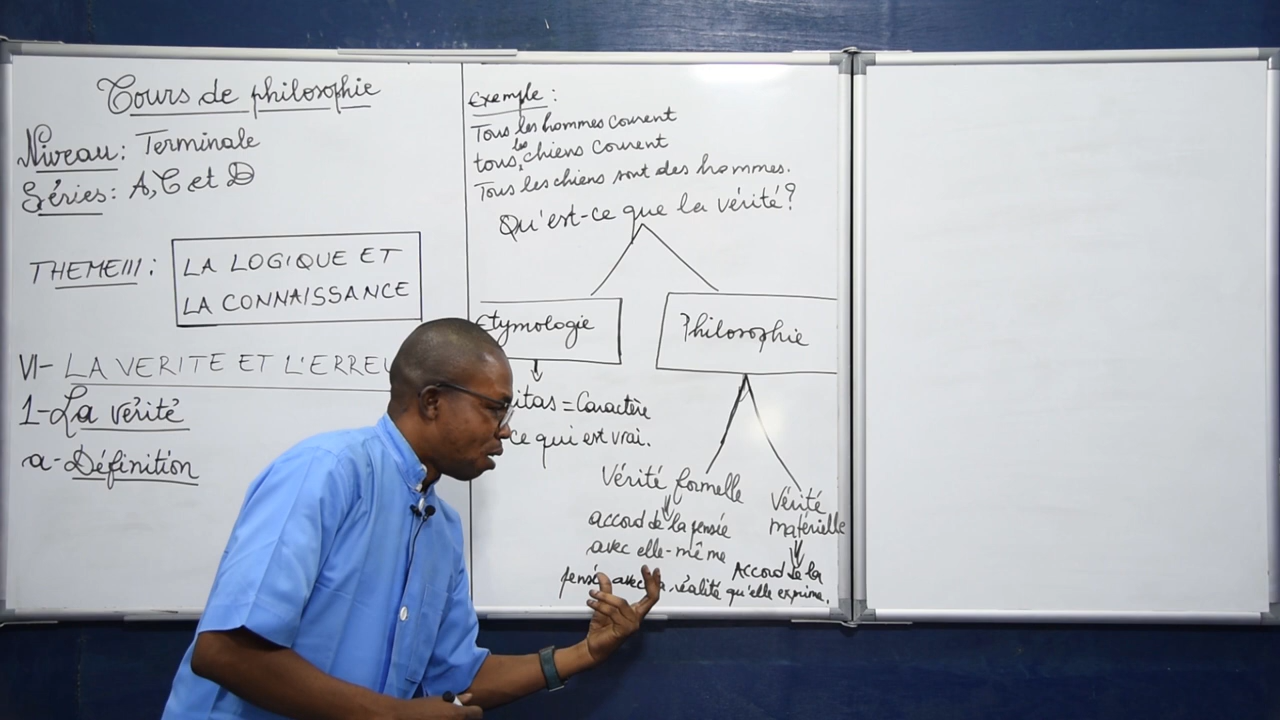 Cours de philosophie
Niveau: Terminale
Séries: A, C et D
THEME III: LA LOGIQUE ET
LA CONNAISSANCE
VI- LA VERITE ET L'ERREU
1- La vérité
a- Définition
Exemple:
Tous les hommes courent
tous les chiens courent
Tous les chiens sont des hommes.
Qu'est-ce que la vérité?
Etymologie
itas = Caractère
ce qui est vrai.
Philosophie
Vérité formelle
accord de la pensée
avec elle-même
Vérité
matérielle
Accord de la
pensé avec a réalité qu'elle exprime.